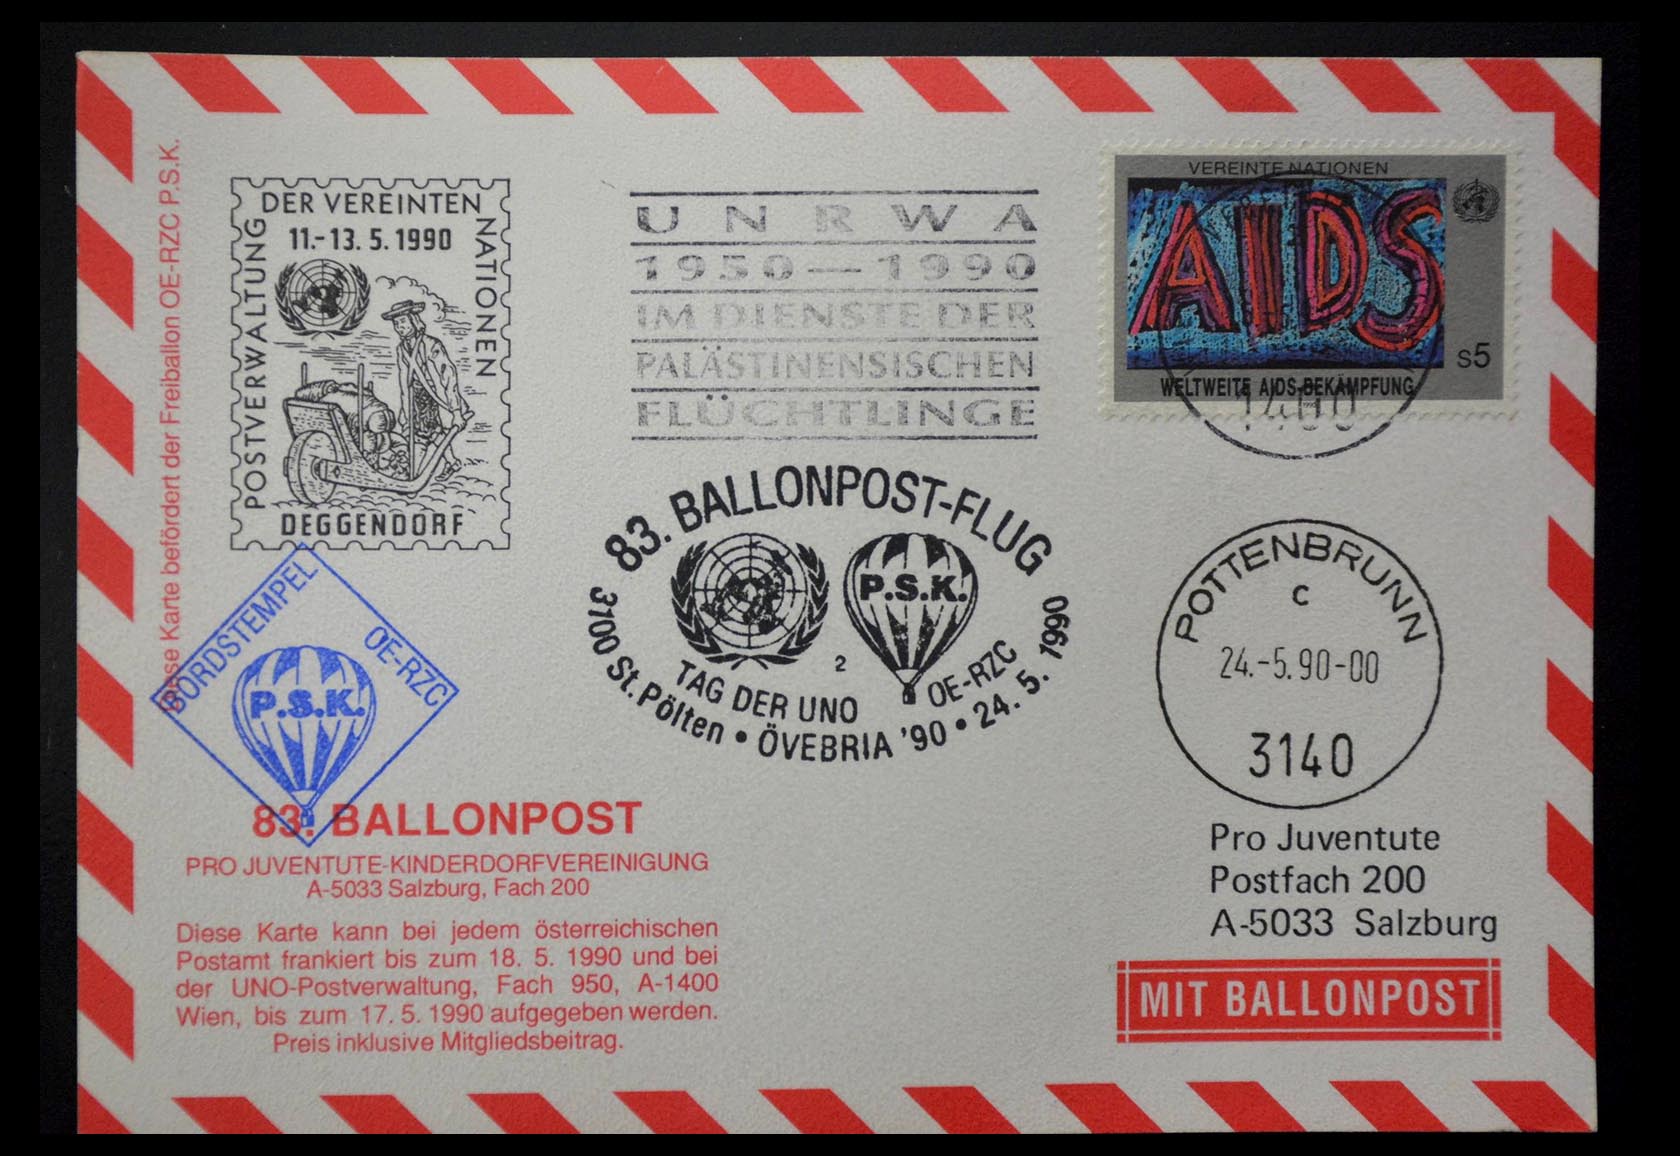 Diese Karte befördert der Freiballon OE-RZC P.S.K.
POSTVERWALTUNG
DER VEREINTEN
NATIONEN
11.-13.5.1990
DEGGENDORF
UNRWA
1950—1990
IM DIENSTE DER
PALÄSTINENSISCHEN
FLÜCHTLINGE
VEREINTE NATIONEN
AIDS
s5
WELTWEITE AIDS-BEKÄMPFUNG
1400
83. BALLONPOST-FLUG
P.S.K.
2
TAG DER UNO
OE-RZC
3100 St. Pölten • ÖVEBRIA '90 • 24. 5. 1990
POTTENBRUNN
c
24.-5.90-00
3140
BORDSTEMPEL
OE-RZC
P.S.K.
83. BALLONPOST
PRO JUVENTUTE-KINDERDORFVEREINIGUNG
A-5033 Salzburg, Fach 200
Diese Karte kann bei jedem österreichischen
Postamt frankiert bis zum 18. 5. 1990 und bei
der UNO-Postverwaltung, Fach 950, A-1400
Wien, bis zum 17. 5. 1990 aufgegeben werden.
Preis inklusive Mitgliedsbeitrag.
Pro Juventute
Postfach 200
A-5033 Salzburg
MIT BALLONPOST